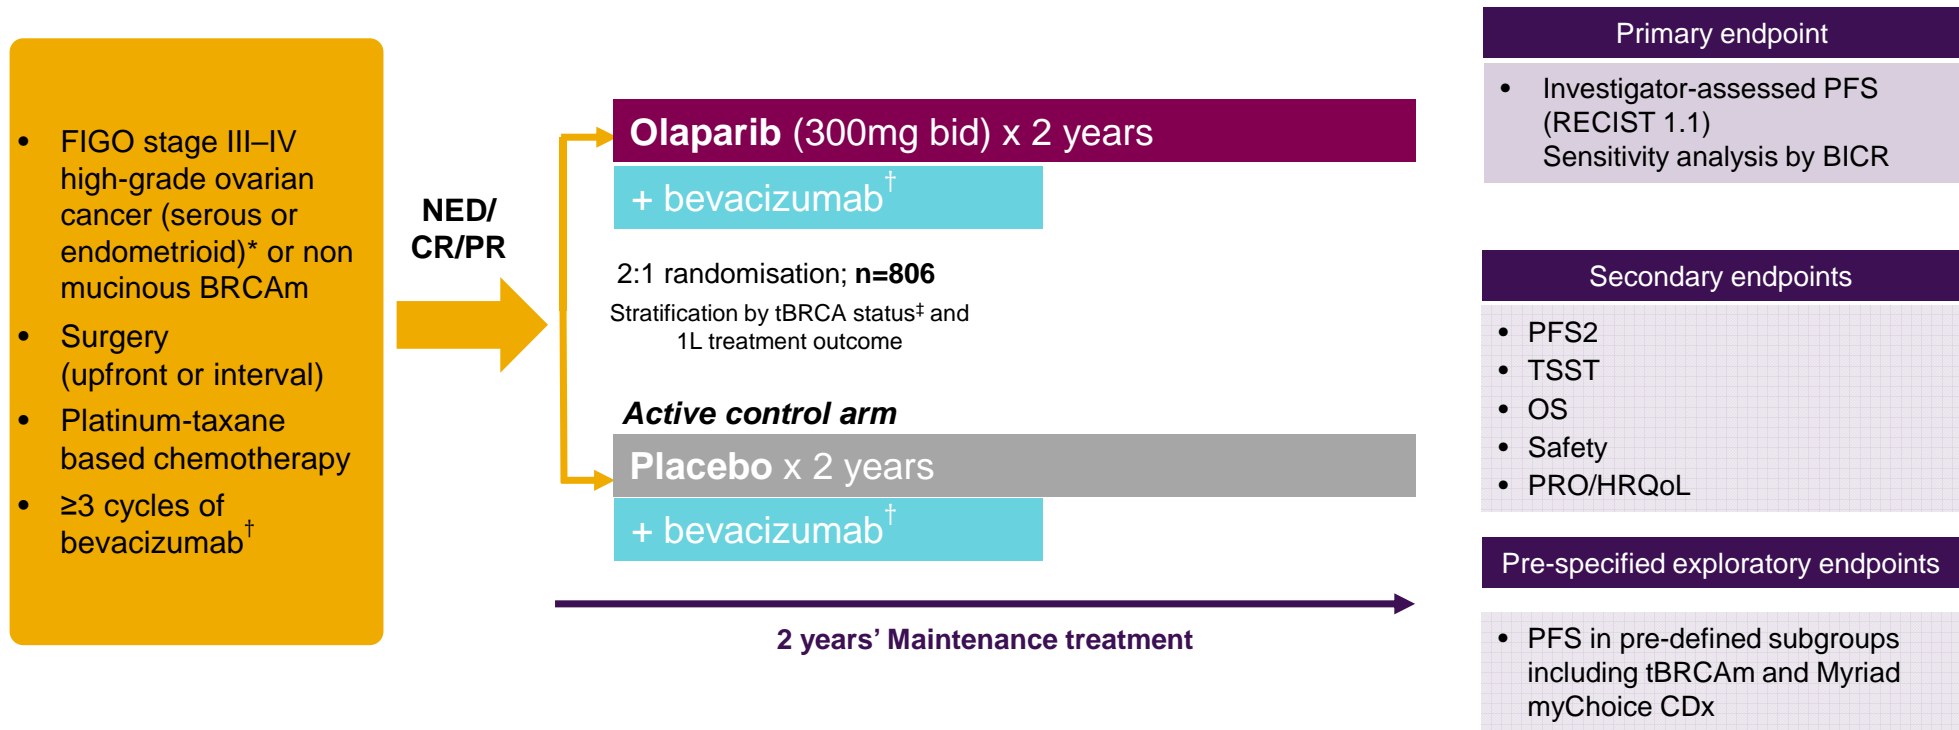 • FIGO stage III–IV
high-grade ovarian
cancer (serous or
endometrioid)* or non
mucinous BRCAm
• Surgery
(upfront or interval)
• Platinum-taxane
based chemotherapy
• ≥3 cycles of
bevacizumab†
NED/
CR/PR
Olaparib (300mg bid) x 2 years
+ bevacizumab†
2:1 randomisation; n=806
Stratification by tBRCA status‡ and
1L treatment outcome
Active control arm
Placebo x 2 years
+ bevacizumab†
2 years’ Maintenance treatment
Primary endpoint
• Investigator-assessed PFS
(RECIST 1.1)
Sensitivity analysis by BICR
Secondary endpoints
• PFS2
• TSST
• OS
• Safety
• PRO/HRQoL
Pre-specified exploratory endpoints
• PFS in pre-defined subgroups
including tBRCAm and Myriad
myChoice CDx